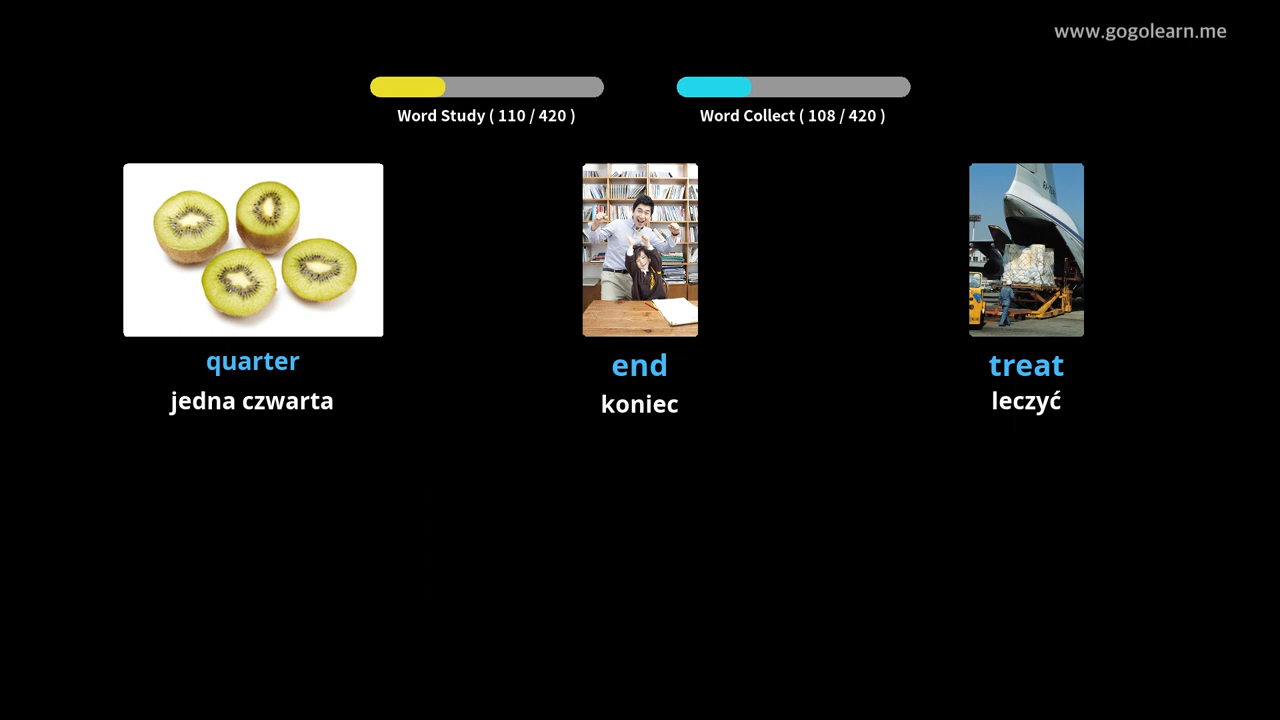 www.gogolearn.me
Word Study ( 110 / 420 )
Word Collect ( 108 / 420 )
quarter
jedna czwarta
end
koniec
treat
leczyć